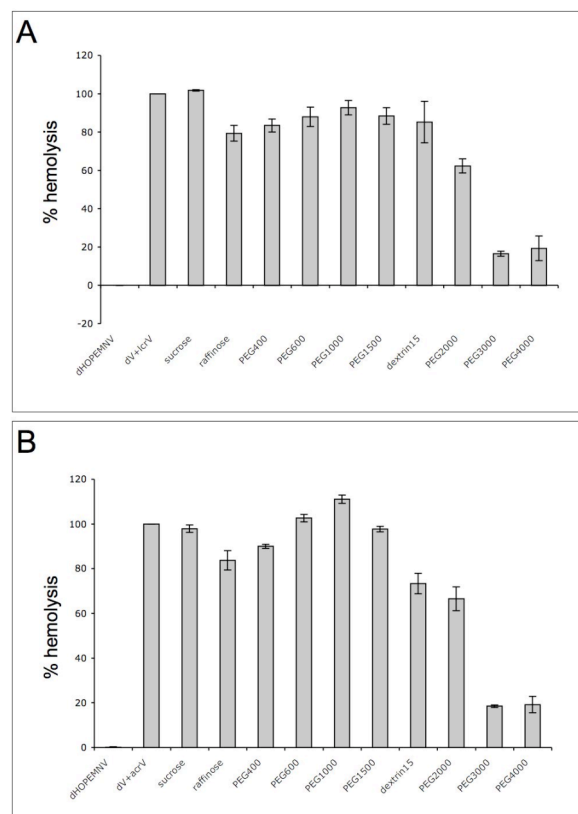 A
120
100
80
60
40
20
0
-20
% hemolysis
dHOPEMNV
dV+lcrV
sucrose
raffinose
PEG400
PEG600
PEG1000
PEG1500
dextrin15
PEG2000
PEG3000
PEG4000
B
120
100
80
60
40
20
0
% hemolysis
dHOPEMNV
dV+acrV
sucrose
raffinose
PEG400
PEG600
PEG1000
PEG1500
dextrin15
PEG2000
PEG3000
PEG4000